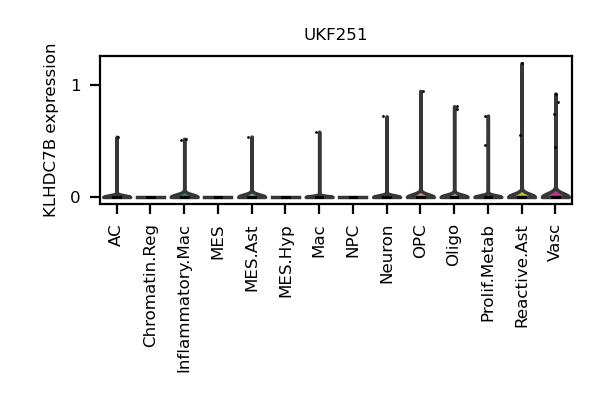 UKF251
KLHDC7B expression
1
0
AC
Chromatin.Reg
Inflammatory.Mac
MES
MES.Ast
MES.Hyp
Mac
NPC
Neuron
OPC
Oligo
Prolif.Metab
Reactive.Ast
Vasc